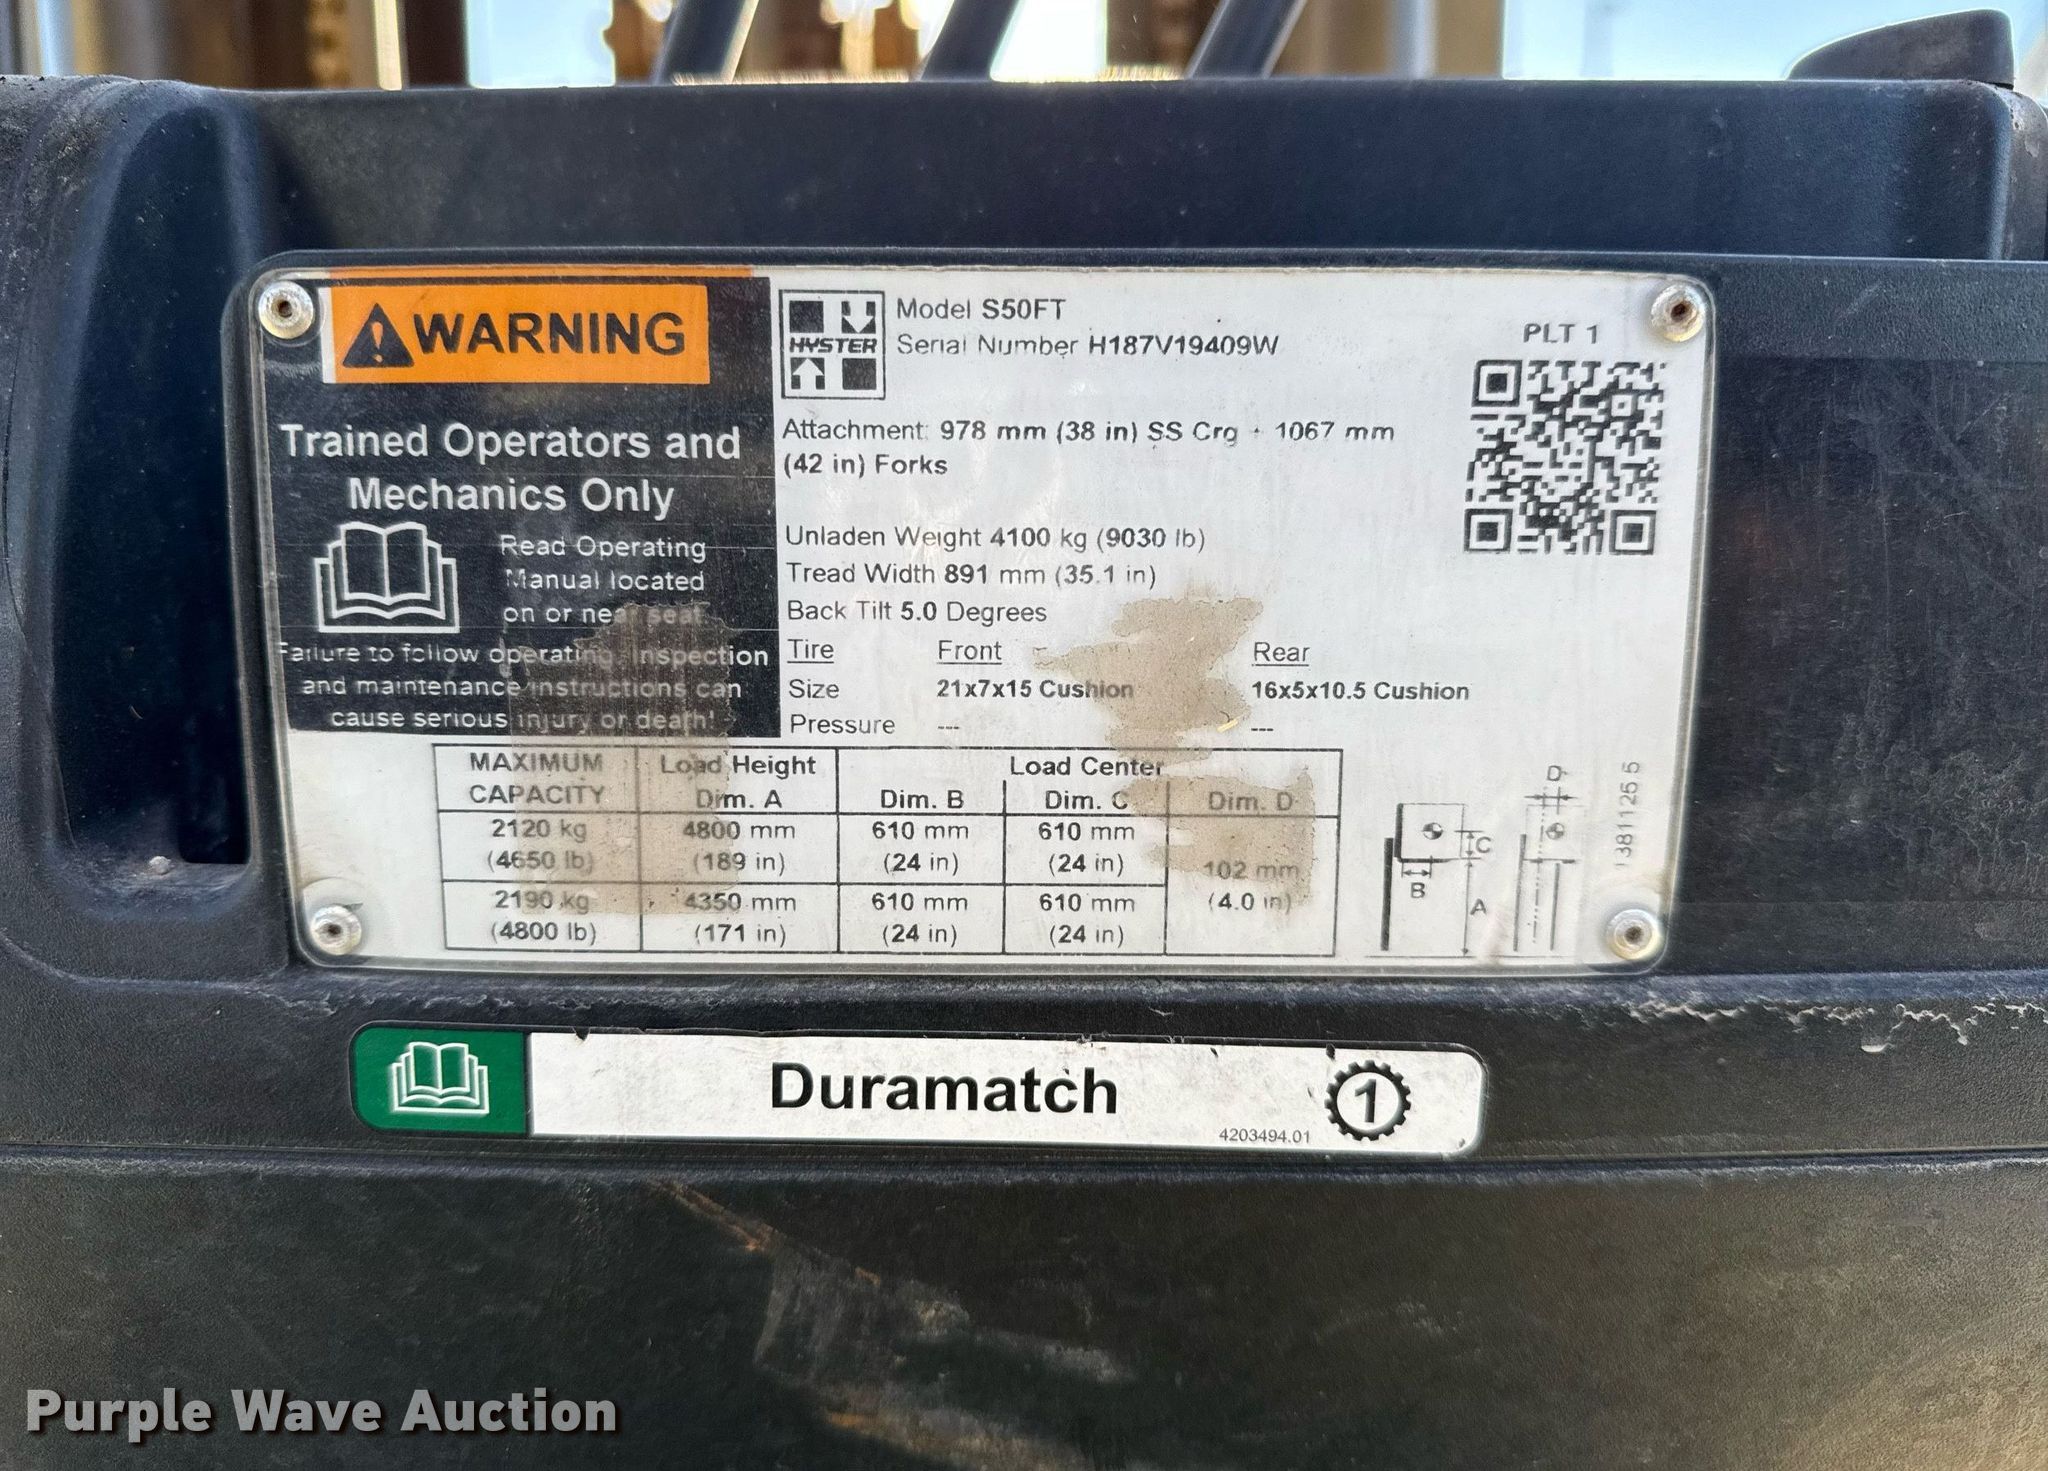 WARNING
Trained Operators and
Mechanics Only
Read Operating
Manual located
on or near seat
Failure to follow operating, inspection
and maintenance instructions can
cause serious injury or death!
HYSTER
Model S50FT
Serial Number H187V19409W
PLT 1
Attachment: 978 mm (38 in) SS Crg - 1067 mm
(42 in) Forks
Unladen Weight 4100 kg (9030 lb)
Tread Width 891 mm (35.1 in)
Back Tilt 5.0 Degrees
Tire Front Rear
Size 21x7x15 Cushion 16x5x10.5 Cushion
Pressure --- ---
MAXIMUM Load Height Load Center
CAPACITY Dim. A Dim. B Dim. C Dim. D
2120 kg 4800 mm 610 mm 610 mm
(4650 lb) (189 in) (24 in) (24 in)
102 mm
(4.0 in)
2190 kg 4350 mm 610 mm 610 mm
(4800 lb) (171 in) (24 in) (24 in)
D
C
B
A
Duramatch
4203494.01
1
Purple Wave Auction